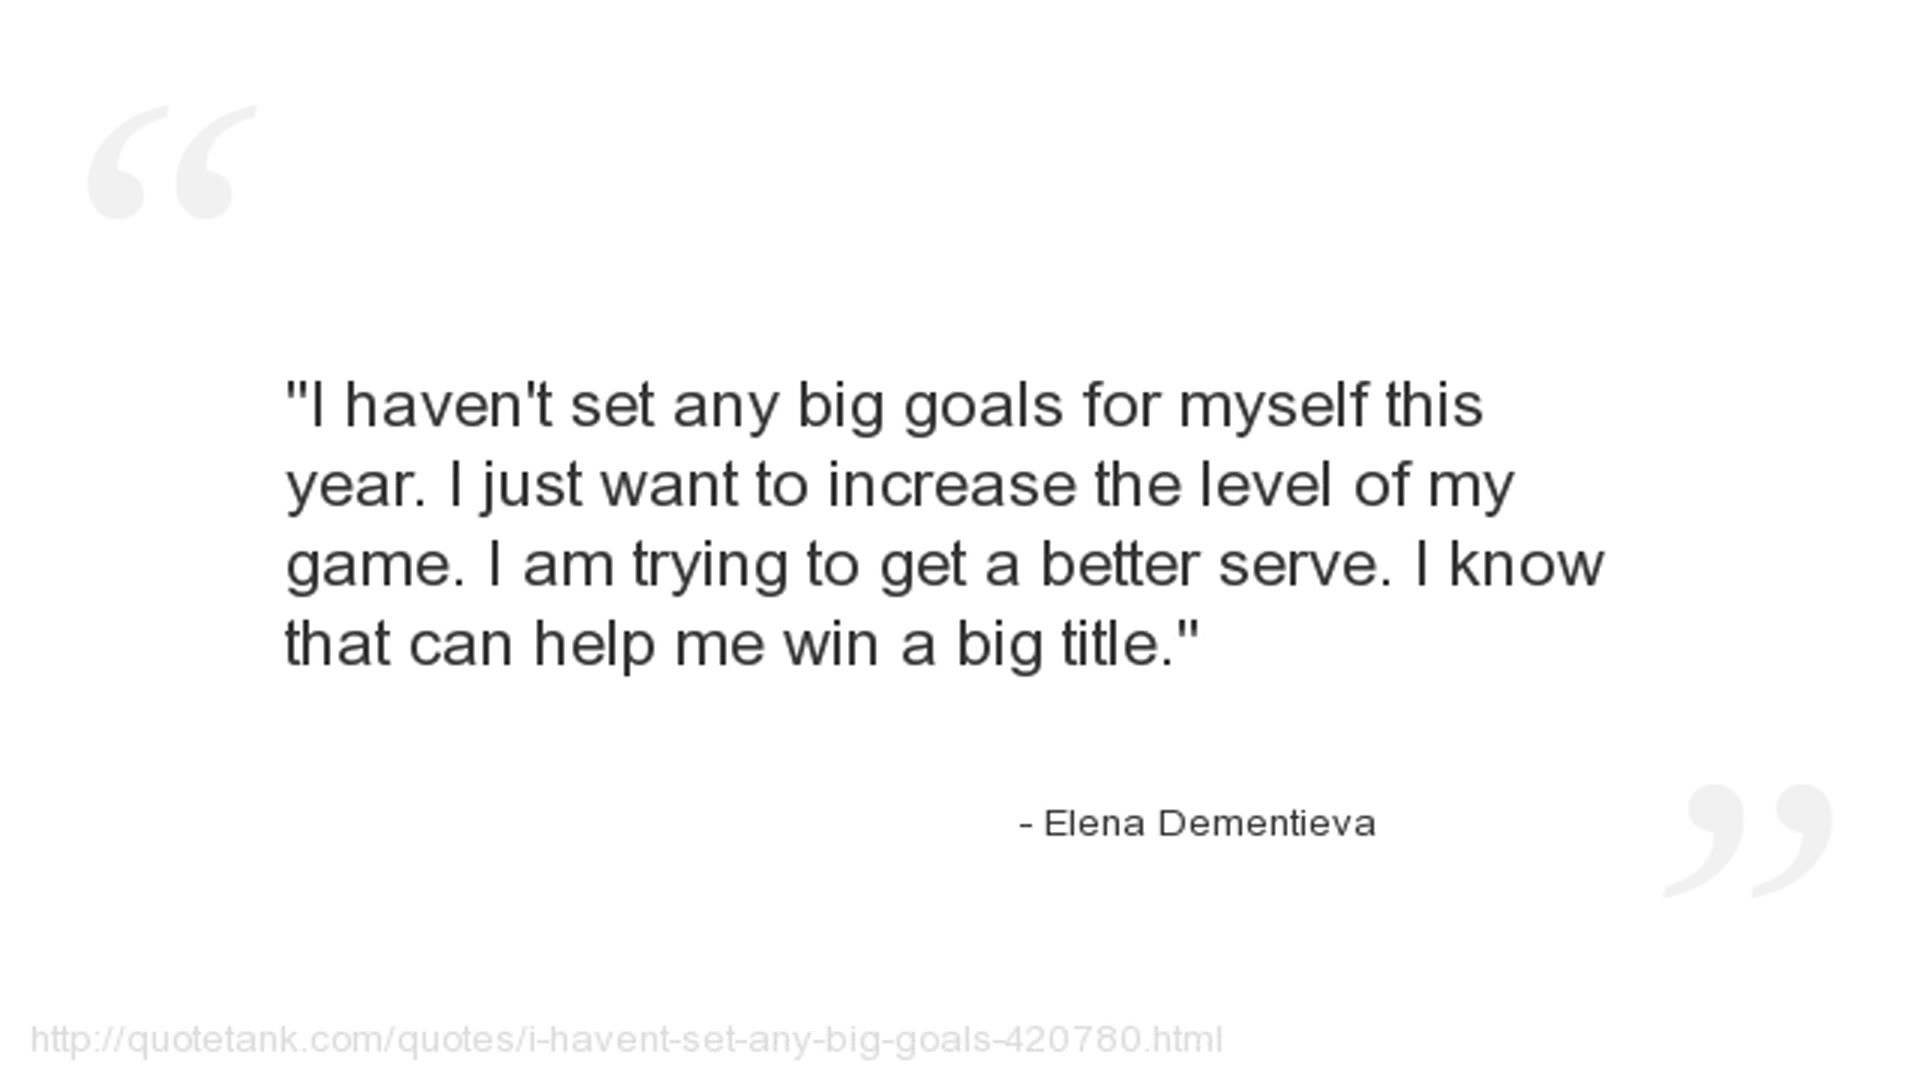 "I haven't set any big goals for myself this
year. I just want to increase the level of my
game. I am trying to get a better serve. I know
that can help me win a big title."
- Elena Dementieva
http://quotetank.com/quotes/i-havent-set-any-big-goals-420780.html